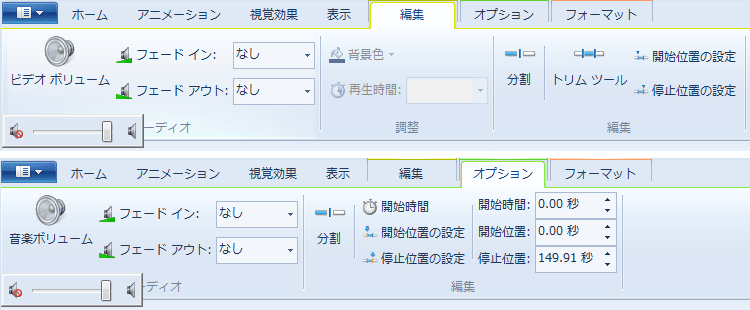 ホーム アニメーション 視覚効果 表示 編集 オプション フォーマット
ビデオ ボリューム
フェード イン: なし
フェード アウト: なし
ーディオ
背景色
再生時間:
調整
分割
トリム ツール
開始位置の設定
停止位置の設定
編集
ホーム アニメーション 視覚効果 表示 編集 オプション フォーマット
音楽ボリューム
フェード イン: なし
フェード アウト: なし
ーディオ
分割
開始時間
開始位置の設定
停止位置の設定
開始時間: 0.00 秒
開始位置: 0.00 秒
停止位置: 149.91 秒
編集